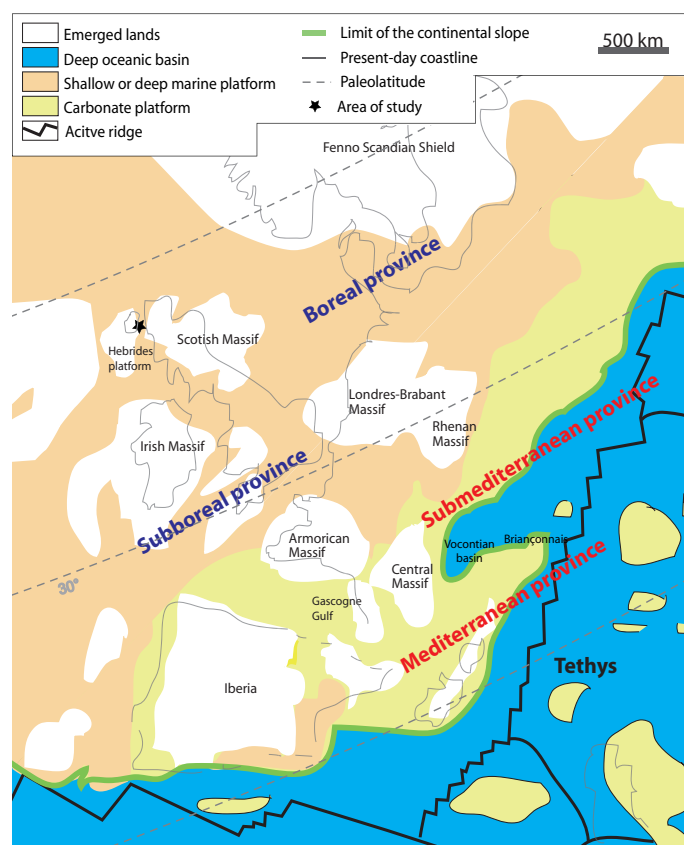 Emerged lands
Deep oceanic basin
Shallow or deep marine platform
Carbonate platform
Acitve ridge
Limit of the continental slope
Present-day coastline
Paleolatitude
Area of study
500 km
Fenno Scandian Shield
Boreal province
Scotish Massif
Hebrides
platform
Londres-Brabant
Massif
Rhenan
Massif
Irish Massif
Subboreal province
Submediterranean province
Armorican
Massif
Vocontian
basin
Briançonnais
Central
Massif
30°
Gascogne
Gulf
Mediterranean province
Tethys
Iberia